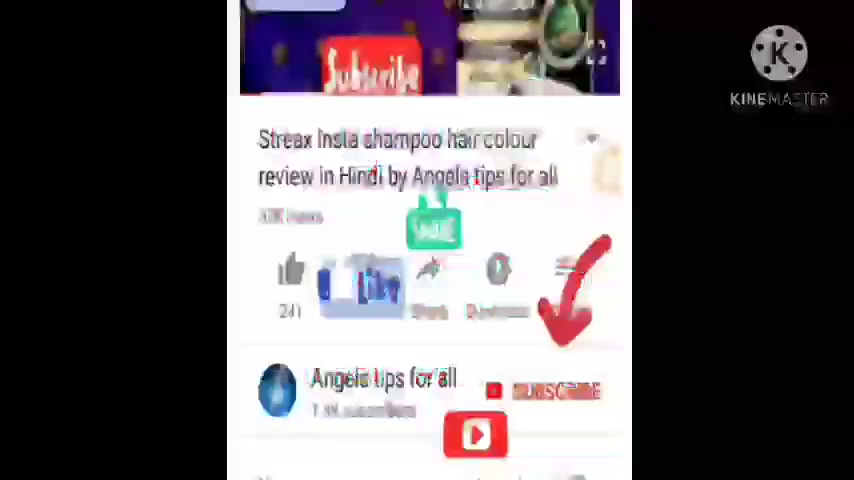 Subscribe
KINEMASTER
Streax Insta shampoo hair colour
review in Hindi by Angela tips for all
SHARE
Like
241
Share
Download
Angela tips for all
SUBSCRIBE